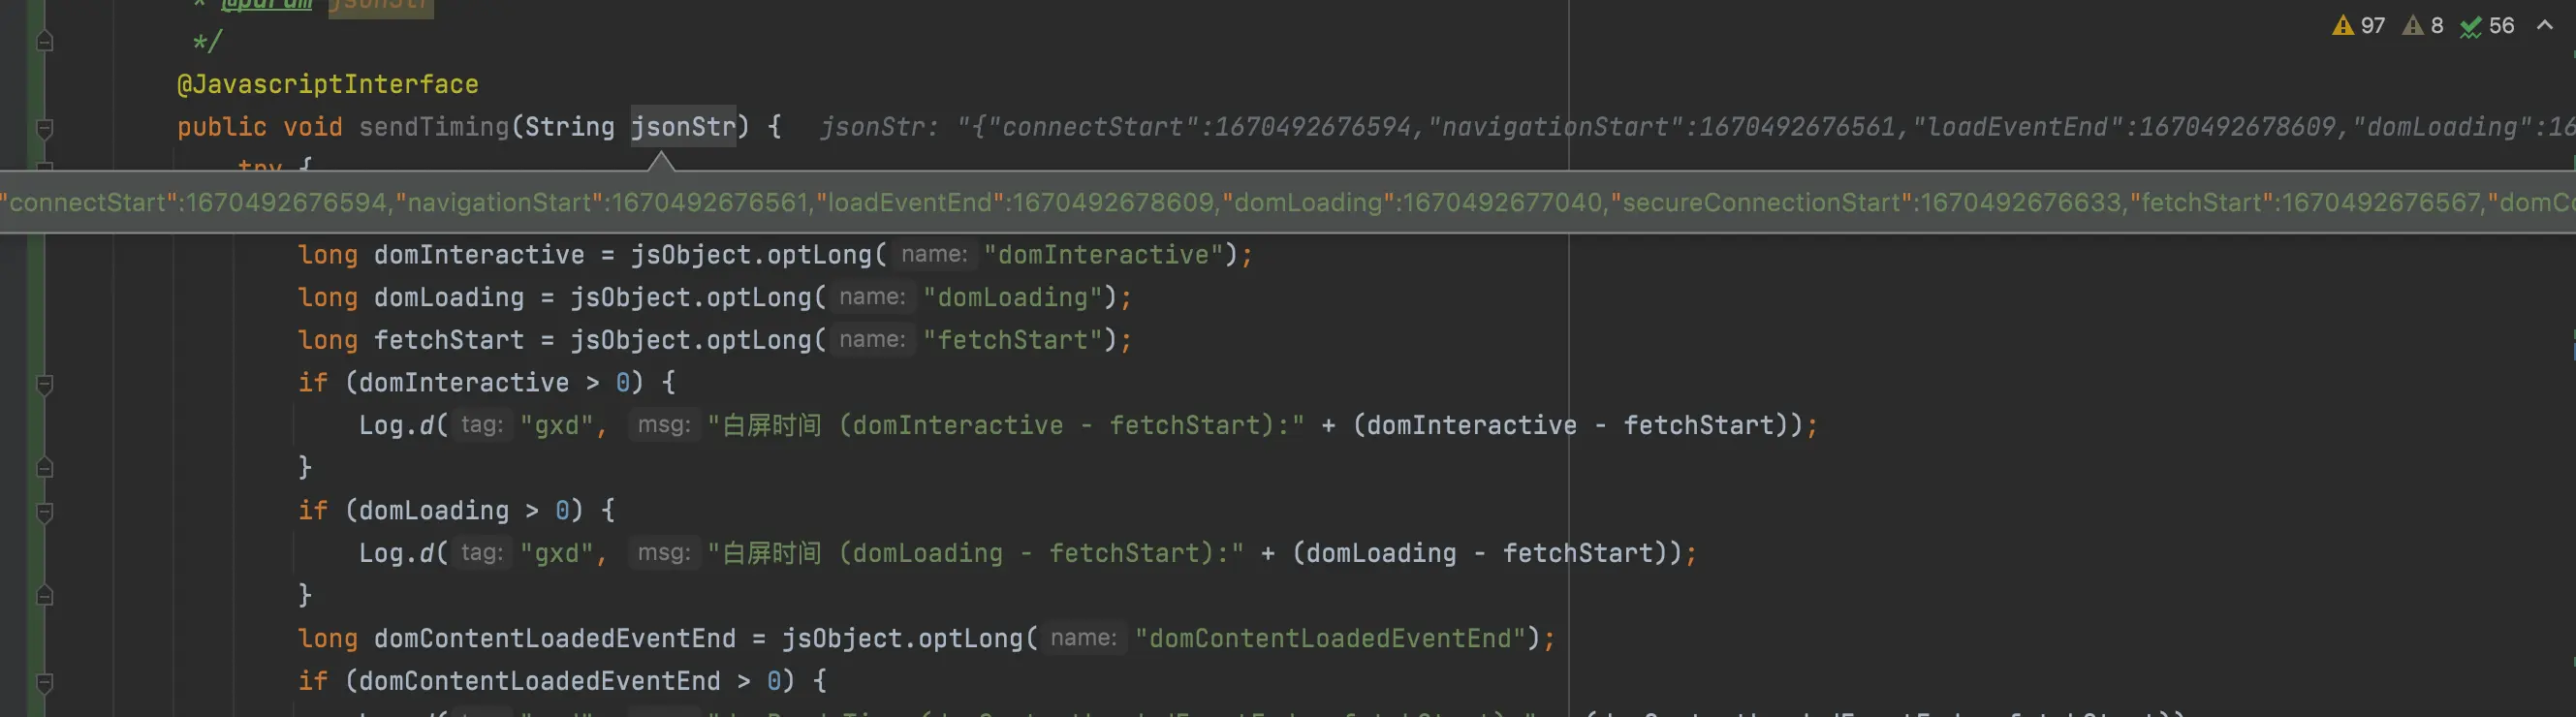 * @param jsonStr
97 8 56
*/
@JavascriptInterface
public void sendTiming(String jsonStr) { jsonStr: "{"connectStart":1670492676594,"navigationStart":1670492676561,"loadEventEnd":1670492678609,"domLoading":16
try {
"connectStart":1670492676594,"navigationStart":1670492676561,"loadEventEnd":1670492678609,"domLoading":1670492677040,"secureConnectionStart":1670492676633,"fetchStart":1670492676567,"domCo
long domInteractive = jsObject.optLong( name: "domInteractive");
long domLoading = jsObject.optLong( name: "domLoading");
long fetchStart = jsObject.optLong( name: "fetchStart");
if (domInteractive > 0) {
Log.d( tag: "gxd", msg: "白屏时间 (domInteractive - fetchStart):" + (domInteractive - fetchStart));
}
if (domLoading > 0) {
Log.d( tag: "gxd", msg: "白屏时间 (domLoading - fetchStart):" + (domLoading - fetchStart));
}
long domContentLoadedEventEnd = jsObject.optLong( name: "domContentLoadedEventEnd");
if (domContentLoadedEventEnd > 0) {